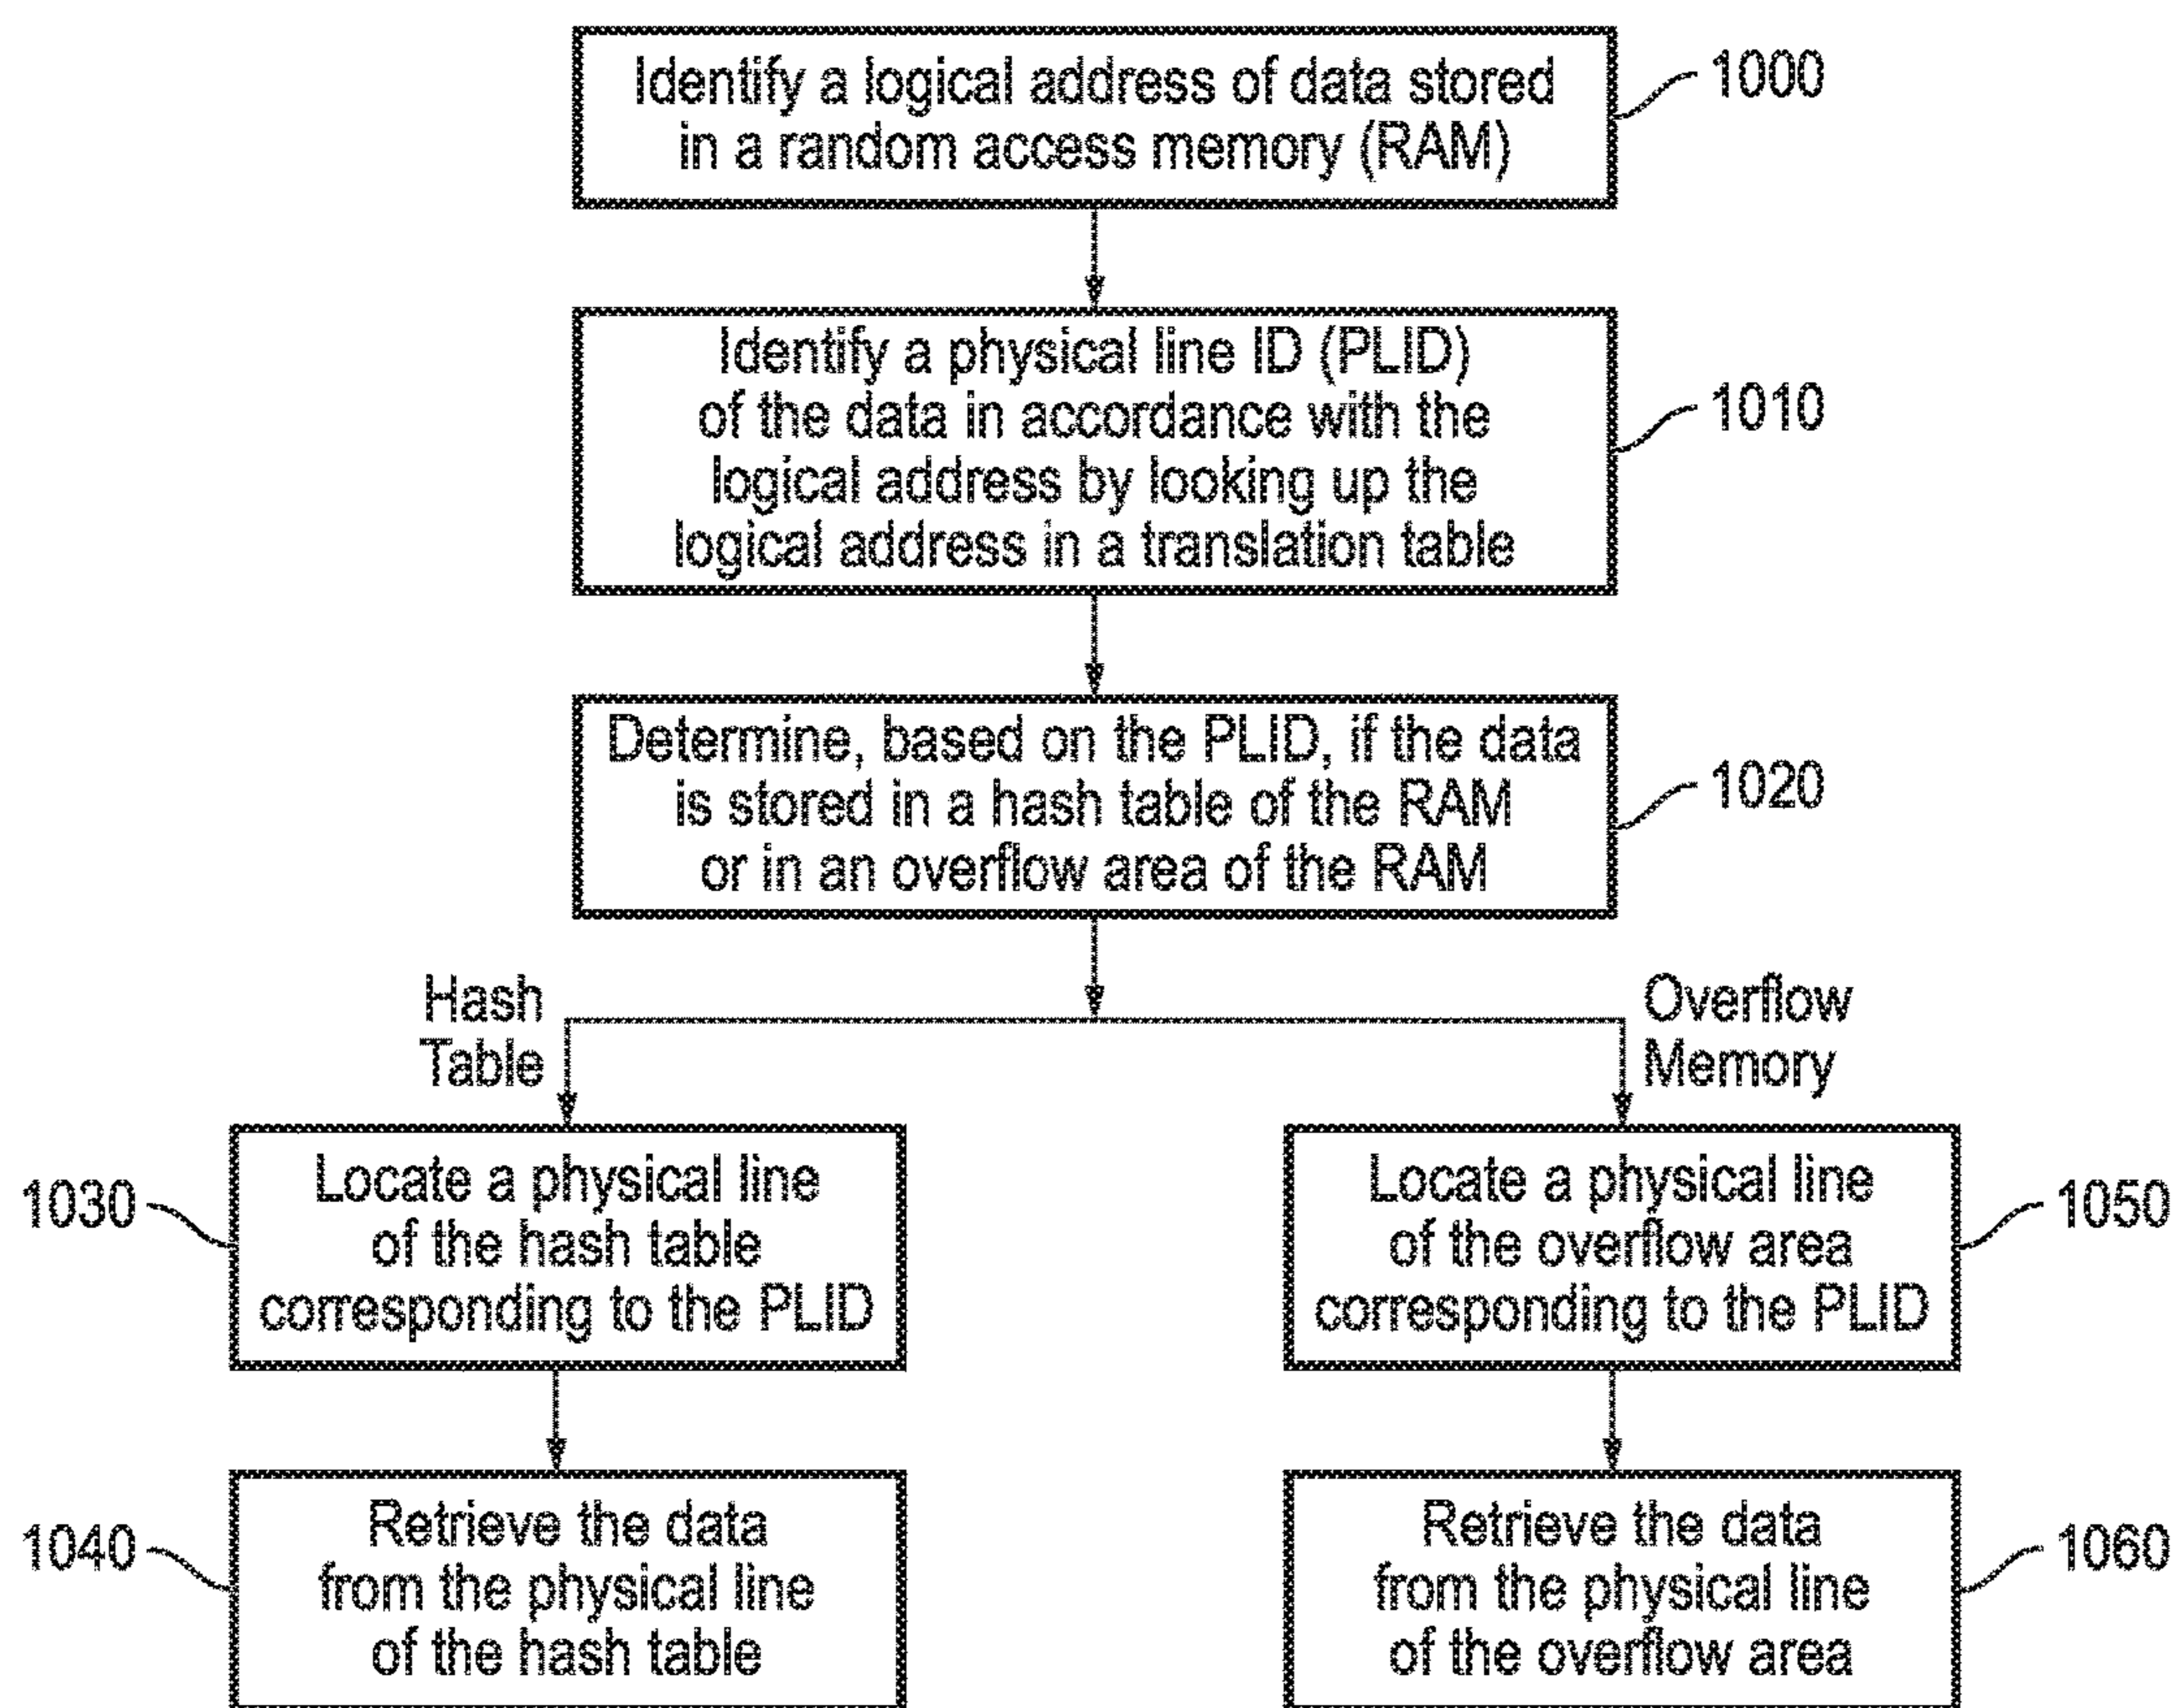 Identify a logical address of data stored
in a random access memory (RAM)
1000
Identify a physical line ID (PLID)
of the data in accordance with the
logical address by looking up the
logical address in a translation table
1010
Determine, based on the PLID, if the data
is stored in a hash table of the RAM
or in an overflow area of the RAM
1020
Hash
Table
Overflow
Memory
1030
Locate a physical line
of the hash table
corresponding to the PLID
Locate a physical line
of the overflow area
corresponding to the PLID
1050
1040
Retrieve the data
from the physical line
of the hash table
Retrieve the data
from the physical line
of the overflow area
1060